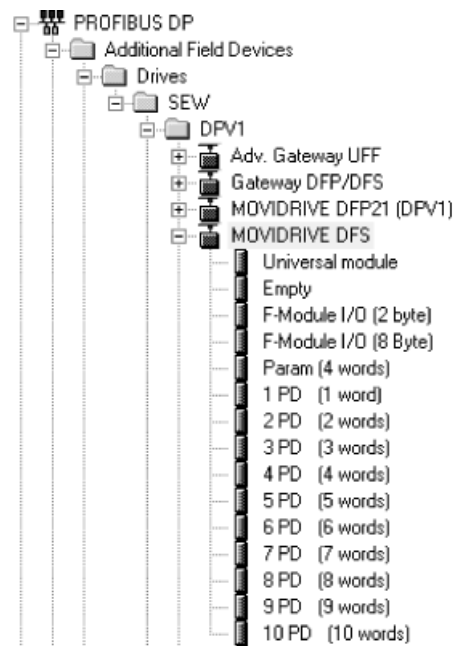 PROFIBUS DP
Additional Field Devices
Drives
SEW
DPV1
Adv. Gateway UFF
Gateway DFP/DFS
MOVIDRIVE DFP21 (DPV1)
MOVIDRIVE DFS
Universal module
Empty
F-Module I/O (2 byte)
F-Module I/O (8 Byte)
Param (4 words)
1 PD (1 word)
2 PD (2 words)
3 PD (3 words)
4 PD (4 words)
5 PD (5 words)
6 PD (6 words)
7 PD (7 words)
8 PD (8 words)
9 PD (9 words)
10 PD (10 words)